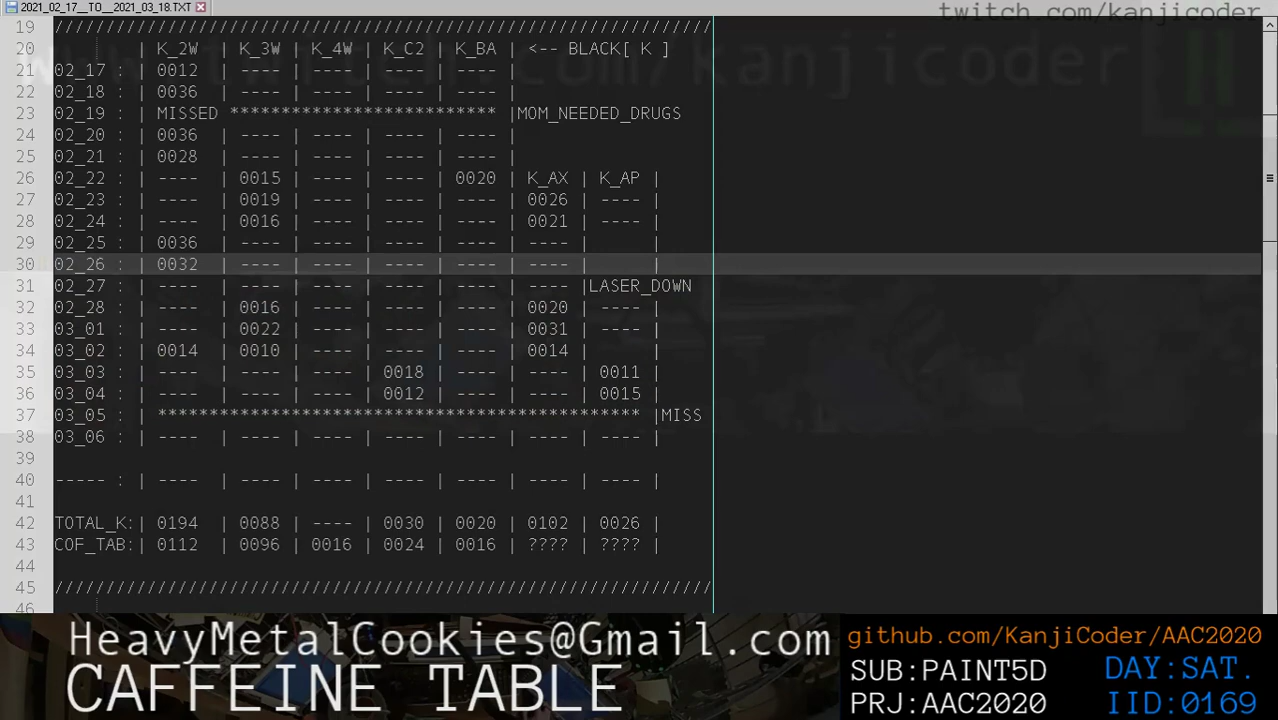 2021_02_17__TO__2021_03_18.TXT
twitch.com/kanjicoder
www.twitch.com/kanjicoder
19 ////////////////////////////////////////////////////////////////
20       | K_2W  | K_3W | K_4W | K_C2 | K_BA | <-- BLACK[ K ]
21 02_17 : | 0012  | ---- | ---- | ---- | ---- |
22 02_18 : | 0036  | ---- | ---- | ---- | ---- |
23 02_19 : | MISSED ************************** |MOM_NEEDED_DRUGS
24 02_20 : | 0036  | ---- | ---- | ---- | ---- |
25 02_21 : | 0028  | ---- | ---- | ---- | ---- |
26 02_22 : | ----  | 0015 | ---- | ---- | 0020 | K_AX | K_AP |
27 02_23 : | ----  | 0019 | ---- | ---- | ---- | 0026 | ---- |
28 02_24 : | ----  | 0016 | ---- | ---- | ---- | 0021 | ---- |
29 02_25 : | 0036  | ---- | ---- | ---- | ---- | ---- |      |
30 02_26 : | 0032  | ---- | ---- | ---- | ---- | ---- |      |
31 02_27 : | ----  | ---- | ---- | ---- | ---- | ---- |LASER_DOWN
32 02_28 : | ----  | 0016 | ---- | ---- | ---- | 0020 | ---- |
33 03_01 : | ----  | 0022 | ---- | ---- | ---- | 0031 | ---- |
34 03_02 : | 0014  | 0010 | ---- | ---- | ---- | 0014 |      |
35 03_03 : | ----  | ---- | ---- | 0018 | ---- | ---- | 0011 |
36 03_04 : | ----  | ---- | ---- | 0012 | ---- | ---- | 0015 |
37 03_05 : | *********************************************** |MISS
38 03_06 : | ----  | ---- | ---- | ---- | ---- | ---- | ---- |
39
40 ----- : | ----  | ---- | ---- | ---- | ---- | ---- | ---- |
41
42 TOTAL_K:| 0194  | 0088 | ---- | 0030 | 0020 | 0102 | 0026 |
43 COF_TAB:| 0112  | 0096 | 0016 | 0024 | 0016 | ???? | ???? |
44
45 ////////////////////////////////////////////////////////////////
46
HeavyMetalCookies@Gmail.com
CAFFEINE TABLE
github.com/KanjiCoder/AAC2020
SUB:PAINT5D DAY:SAT.
PRJ:AAC2020 IID:0169